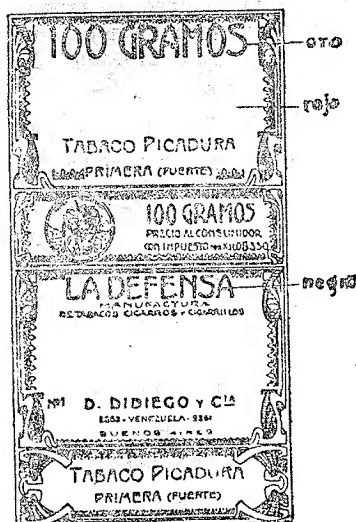 100 GRAMOS
oro
rojo
TABACO PICADURA
PRIMERA (FUERTE)
100 GRAMOS
PRECIO AL CONSUMIDOR
CON IMPUESTO
LA DEFENSA
negro
MANUFACTURA
DE TABACOS CIGARROS Y CIGARRILLOS
Nº1 D. DIDIEGO Y CIA
VENEZUELA
BUENOS AIRES
TABACO PICADURA
PRIMERA (FUERTE)